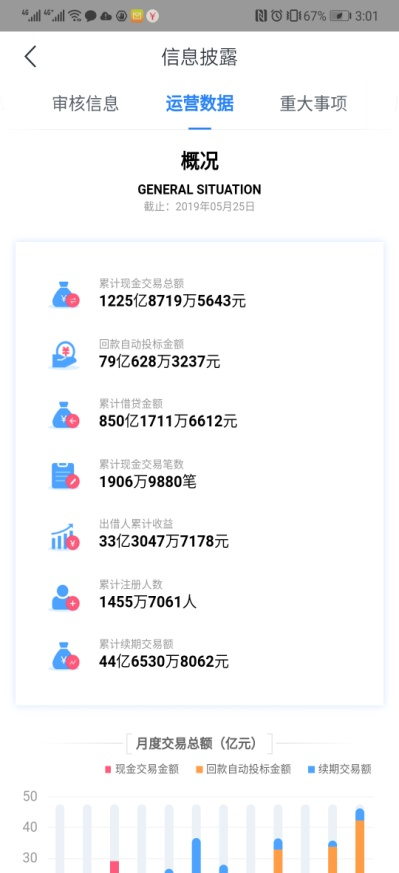 4G 4G 67% 3:01
信息披露
审核信息 运营数据 重大事项
概况
GENERAL SITUATION
截止：2019年05月25日
累计现金交易总额
1225亿8719万5643元
回款自动投标金额
79亿628万3237元
累计借贷金额
850亿1711万6612元
累计现金交易笔数
1906万9880笔
出借人累计收益
33亿3047万7178元
累计注册人数
1455万7061人
累计续期交易额
44亿6530万8062元
月度交易总额（亿元）
现金交易金额 回款自动投标金额 续期交易额
50
40
30